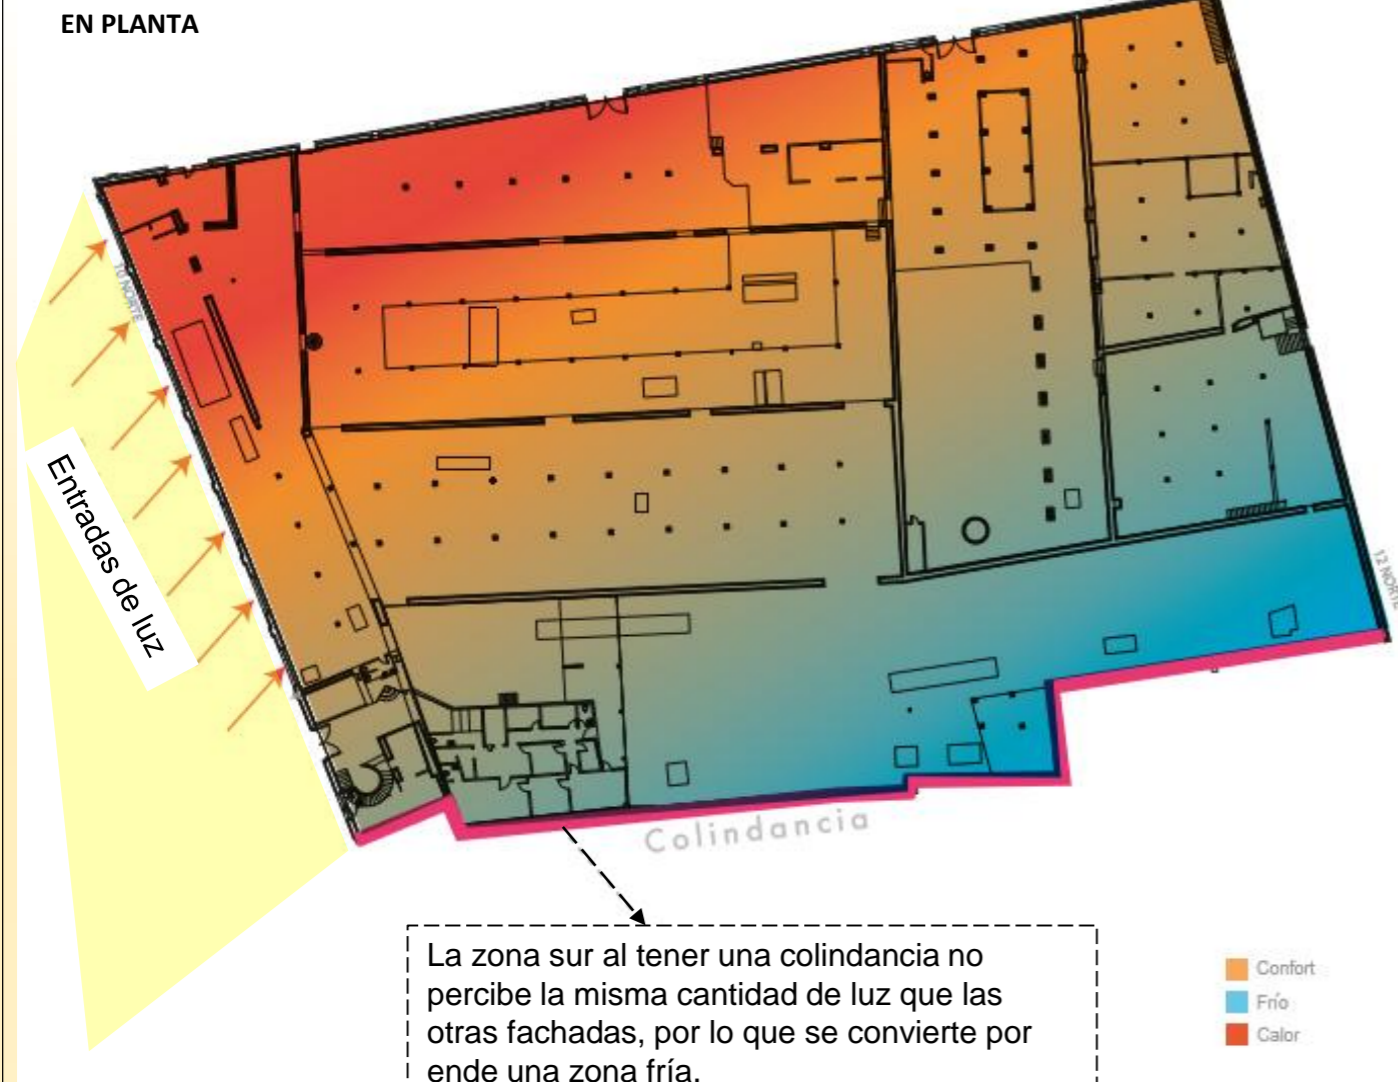 EN PLANTA
10 NORTE
Entradas de luz
12 NORTE
Colindancia
La zona sur al tener una colindancia no
percibe la misma cantidad de luz que las
otras fachadas, por lo que se convierte por
ende una zona fría.
Confort
Frío
Calor